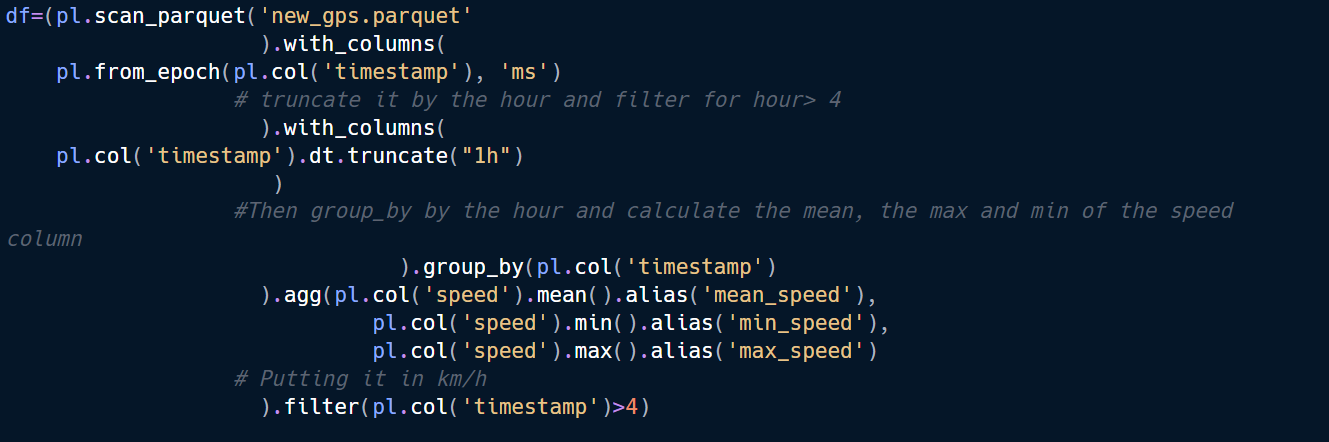 df=(pl.scan_parquet('new_gps.parquet'
).with_columns(
pl.from_epoch(pl.col('timestamp'), 'ms')
# truncate it by the hour and filter for hour> 4
).with_columns(
pl.col('timestamp').dt.truncate("1h")
)
#Then group_by by the hour and calculate the mean, the max and min of the speed
column
).group_by(pl.col('timestamp')
).agg(pl.col('speed').mean().alias('mean_speed'),
pl.col('speed').min().alias('min_speed'),
pl.col('speed').max().alias('max_speed')
# Putting it in km/h
).filter(pl.col('timestamp')>4)